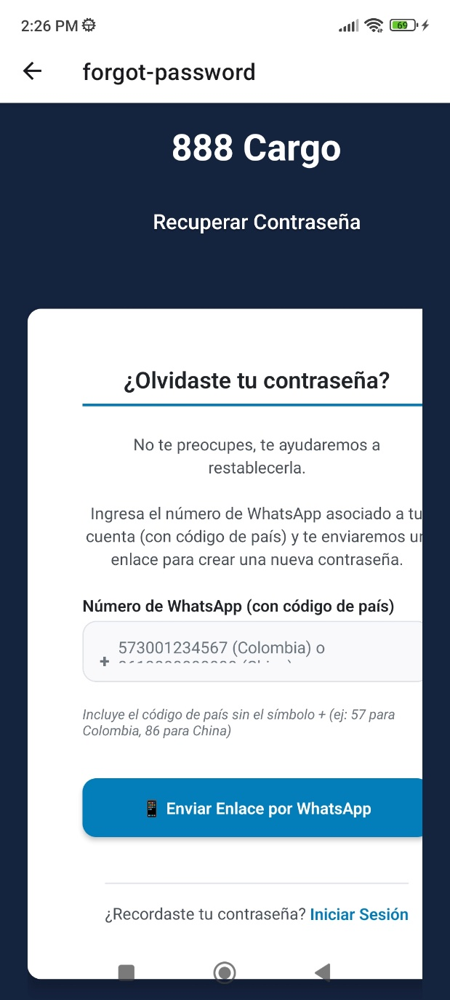 2:26 PM
69
forgot-password
888 Cargo
Recuperar Contraseña
¿Olvidaste tu contraseña?
No te preocupes, te ayudaremos a
restablecerla.
Ingresa el número de WhatsApp asociado a tu
cuenta (con código de país) y te enviaremos un
enlace para crear una nueva contraseña.
Número de WhatsApp (con código de país)
573001234567 (Colombia) o
+
Incluye el código de país sin el símbolo + (ej: 57 para
Colombia, 86 para China)
Enviar Enlace por WhatsApp
¿Recordaste tu contraseña? Iniciar Sesión